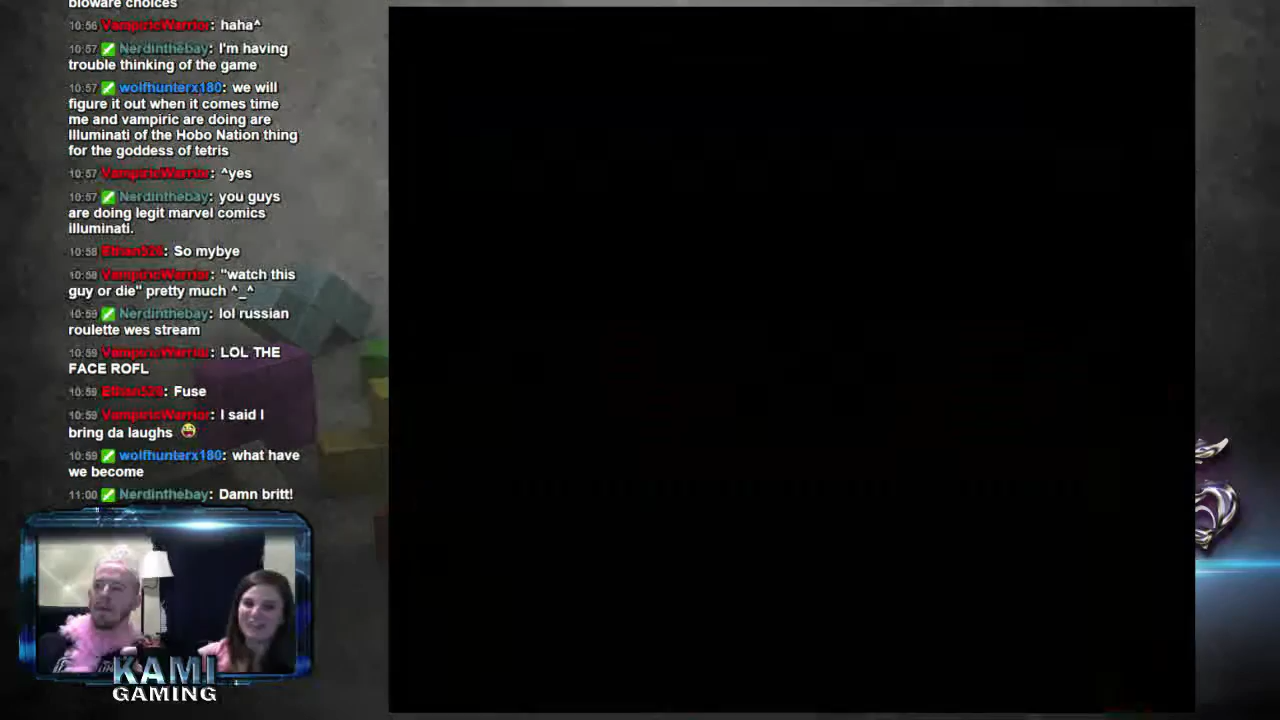 bioware choices
10:56 VampiricWarrior: haha^
10:57 Nerdinthebay: I'm having
trouble thinking of the game
10:57 wolfhunterx180: we will
figure it out when it comes time
me and vampiric are doing are
Illuminati of the Hobo Nation thing
for the goddess of tetris
10:57 VampiricWarrior: ^yes
10:57 Nerdinthebay: you guys
are doing legit marvel comics
illuminati.
10:58 Ethan526: So mybye
10:58 VampiricWarrior: "watch this
guy or die" pretty much ^_^
10:59 Nerdinthebay: lol russian
roulette wes stream
10:59 VampiricWarrior: LOL THE
FACE ROFL
10:59 Ethan526: Fuse
10:59 VampiricWarrior: I said I
bring da laughs
10:59 wolfhunterx180: what have
we become
11:00 Nerdinthebay: Damn britt!
KAMI
GAMING